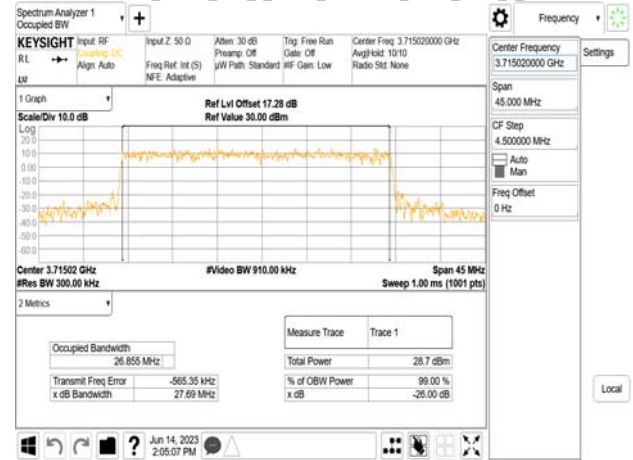 Spectrum Analyzer 1
Occupied BW
+
Frequency
KEYSIGHT Input: RF Input Z: 50 Ω Atten: 30 dB Trig: Free Run Center Freq: 3.715020000 GHz
RL Coupling: DC Preamp: Off Gate: Off Avg|Hold: 10/10
Align: Auto Freq Ref: Int (S) µW Path: Standard #IF Gain: Low Radio Std: None
NFE: Adaptive
Center Frequency
3.715020000 GHz
Settings
Span
45.000 MHz
CF Step
4.500000 MHz
Auto
Man
Freq Offset
0 Hz
Local
1 Graph
Ref Lvl Offset 17.28 dB
Scale/Div 10.0 dB Ref Value 30.00 dBm
Log
20.0
10.0
0.00
-10.0
-20.0
-30.0
-40.0
-50.0
-60.0
Center 3.71502 GHz #Video BW 910.00 kHz Span 45 MHz
#Res BW 300.00 kHz Sweep 1.00 ms (1001 pts)
2 Metrics
Measure Trace Trace 1
Occupied Bandwidth
26.855 MHz
Total Power 28.7 dBm
Transmit Freq Error -565.35 kHz % of OBW Power 99.00 %
x dB Bandwidth 27.69 MHz x dB -26.00 dB
?
Jun 14, 2023
2:05:07 PM